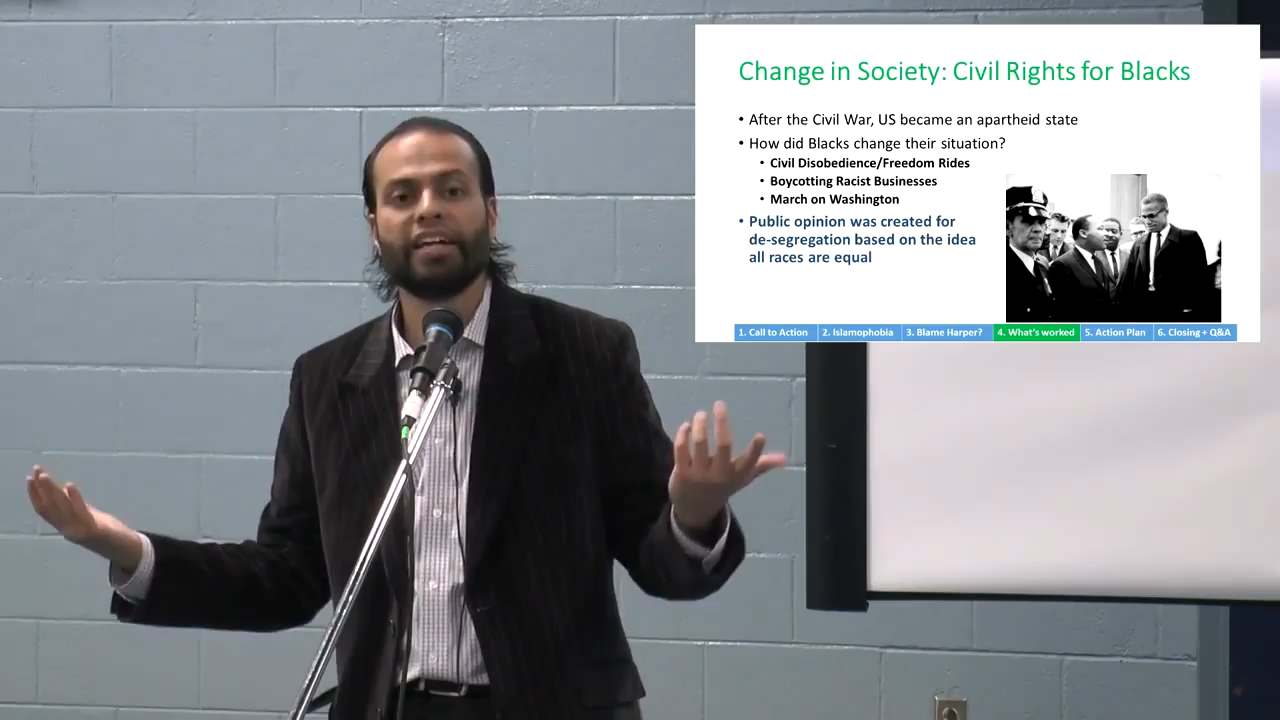 Change in Society: Civil Rights for Blacks
• After the Civil War, US became an apartheid state
• How did Blacks change their situation?
• Civil Disobedience/Freedom Rides
• Boycotting Racist Businesses
• March on Washington
• Public opinion was created for
de-segregation based on the idea
all races are equal
1. Call to Action 2. Islamophobia 3. Blame Harper? 4. What's worked 5. Action Plan 6. Closing + Q&A